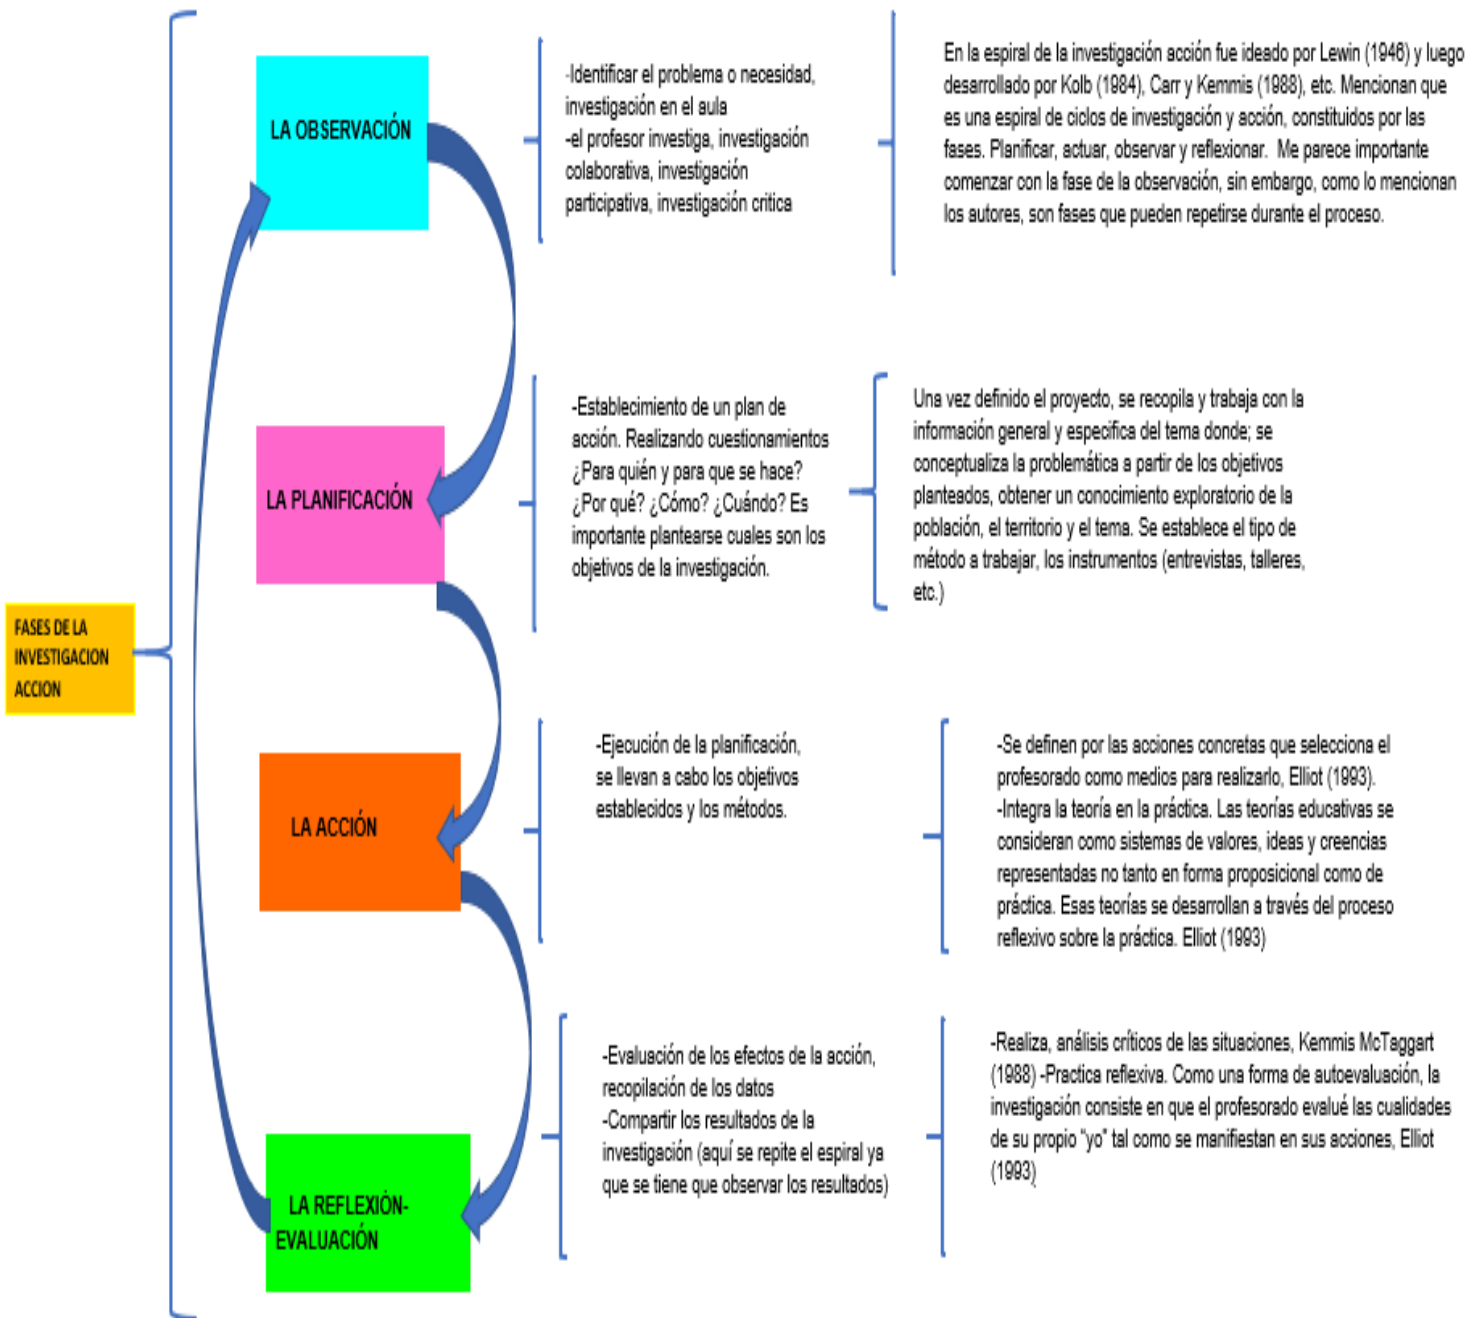 FASES DE LA
INVESTIGACION
ACCION
LA OBSERVACIÓN
-Identificar el problema o necesidad,
investigación en el aula
-el profesor investiga, investigación
colaborativa, investigación
participativa, investigación critica
En la espiral de la investigación acción fue ideado por Lewin (1946) y luego
desarrollado por Kolb (1984), Carr y Kemmis (1988), etc. Mencionan que
es una espiral de ciclos de investigación y acción, constituidos por las
fases. Planificar, actuar, observar y reflexionar. Me parece importante
comenzar con la fase de la observación, sin embargo, como lo mencionan
los autores, son fases que pueden repetirse durante el proceso.
LA PLANIFICACIÓN
-Establecimiento de un plan de
acción. Realizando cuestionamientos
¿Para quién y para que se hace?
¿Por qué? ¿Cómo? ¿Cuándo? Es
importante plantearse cuales son los
objetivos de la investigación.
Una vez definido el proyecto, se recopila y trabaja con la
información general y especifica del tema donde; se
conceptualiza la problemática a partir de los objetivos
planteados, obtener un conocimiento exploratorio de la
población, el territorio y el tema. Se establece el tipo de
método a trabajar, los instrumentos (entrevistas, talleres,
etc.)
LA ACCIÓN
-Ejecución de la planificación,
se llevan a cabo los objetivos
establecidos y los métodos.
-Se definen por las acciones concretas que selecciona el
profesorado como medios para realizarlo, Elliot (1993).
-Integra la teoría en la práctica. Las teorías educativas se
consideran como sistemas de valores, ideas y creencias
representadas no tanto en forma proposicional como de
práctica. Esas teorías se desarrollan a través del proceso
reflexivo sobre la práctica. Elliot (1993)
LA REFLEXIÓN-
EVALUACIÓN
-Evaluación de los efectos de la acción,
recopilación de los datos
-Compartir los resultados de la
investigación (aquí se repite el espiral ya
que se tiene que observar los resultados)
-Realiza, análisis críticos de las situaciones, Kemmis McTaggart
(1988) -Practica reflexiva. Como una forma de autoevaluación, la
investigación consiste en que el profesorado evalué las cualidades
de su propio "yo" tal como se manifiestan en sus acciones, Elliot
(1993)